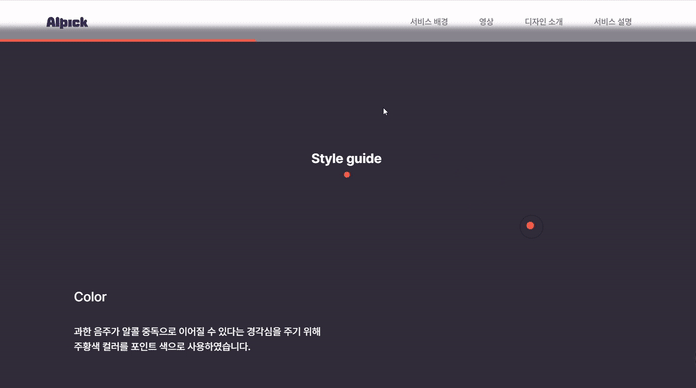 Alpick
서비스 배경
영상
디자인 소개
서비스 설명
Style guide
Color
과한 음주가 알콜 중독으로 이어질 수 있다는 경각심을 주기 위해
주황색 컬러를 포인트 색으로 사용하였습니다.